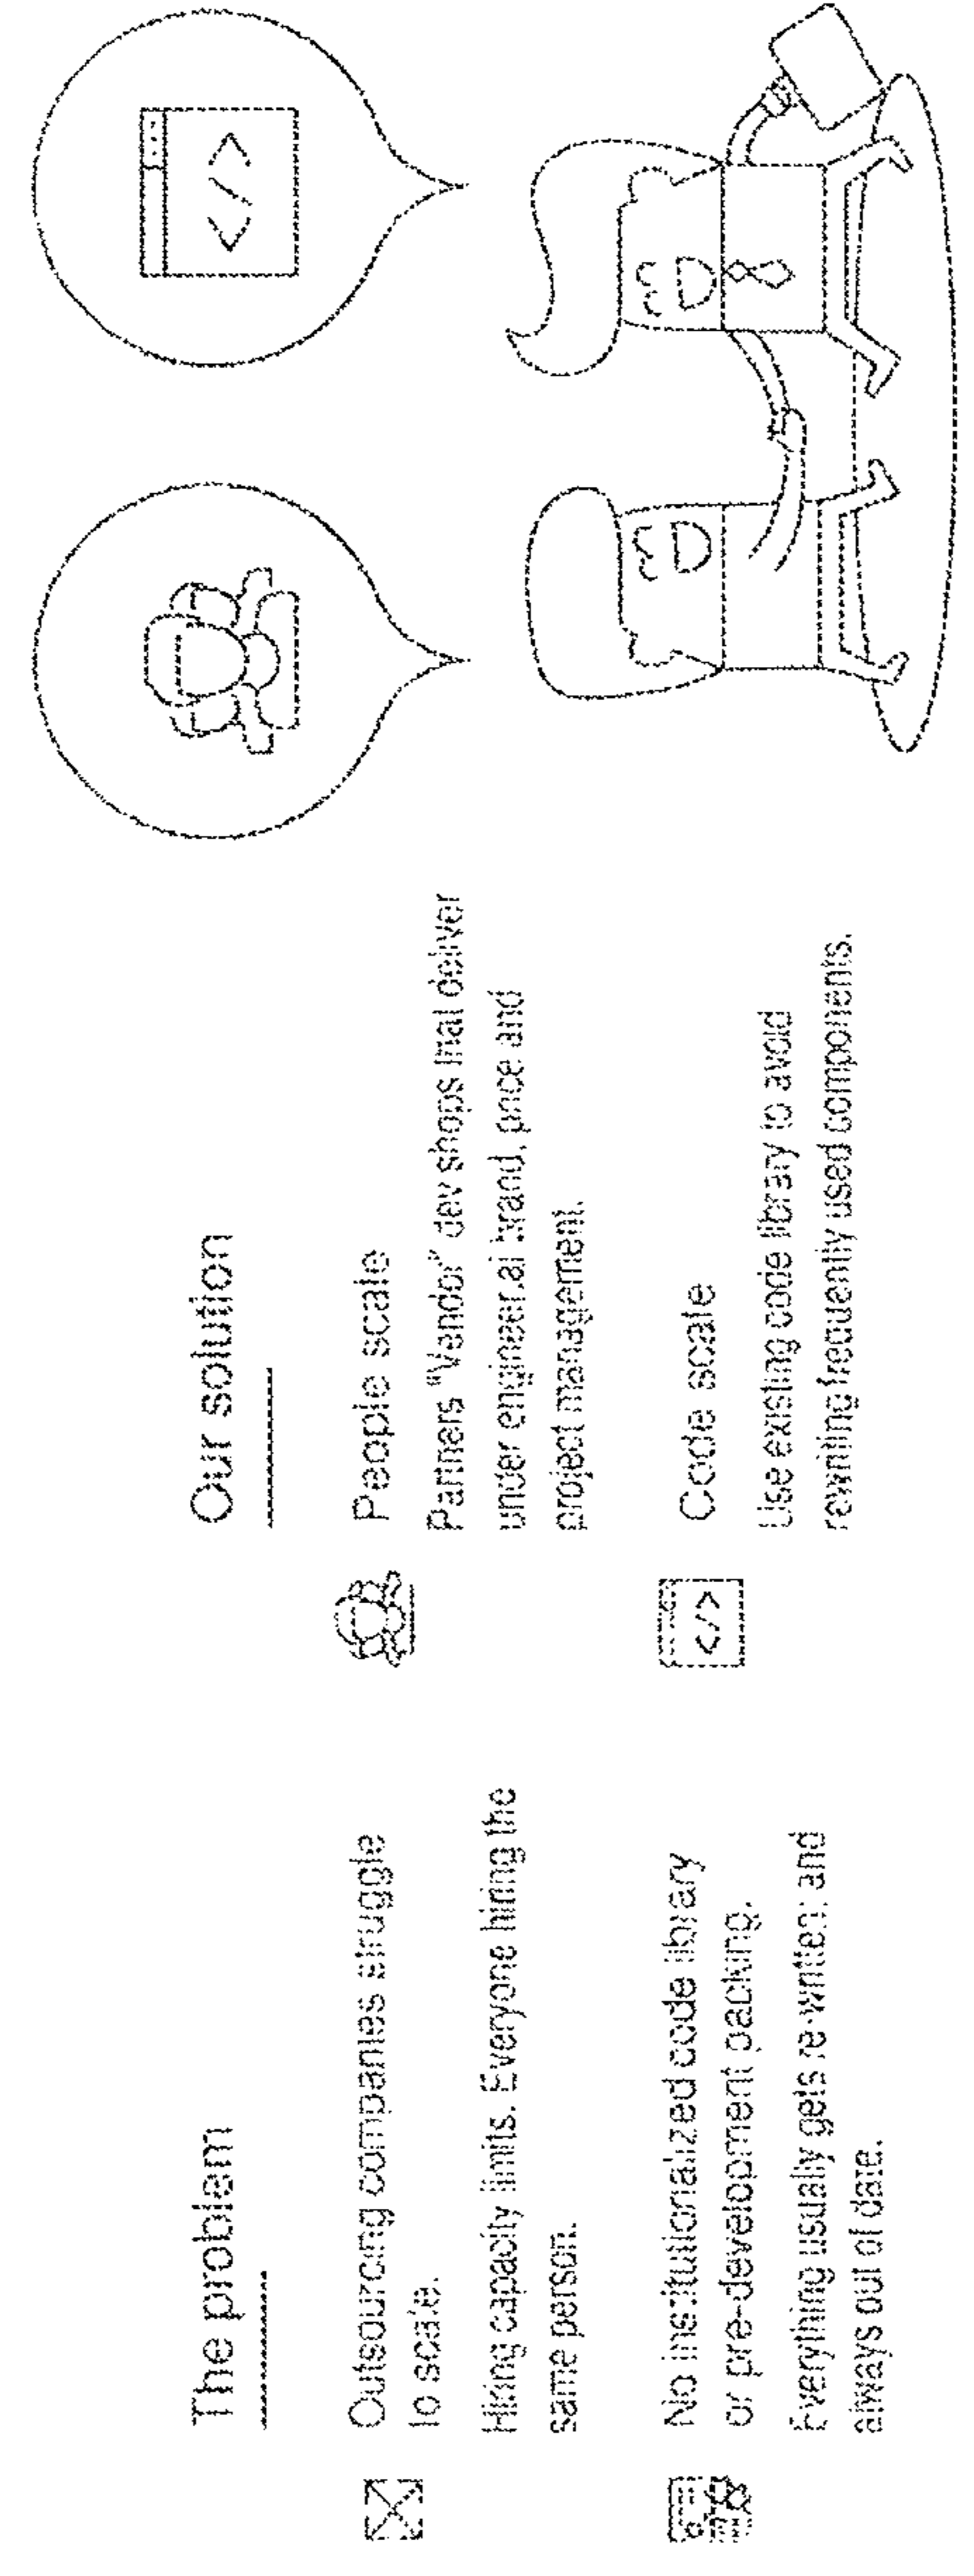 The problem
Outsourcing companies struggle
to scale.
Hiring capacity limits. Everyone hiring the
same person.
No institutionalized code library
or pre-development packing.
Everything usually gets re-written and
always out of date.
Our solution
People scale
Partners "Vendor" dev shops that deliver
under engineer.ai brand, price and
project management.
Code scale
Use existing code library to avoid
rewriting frequently used components.